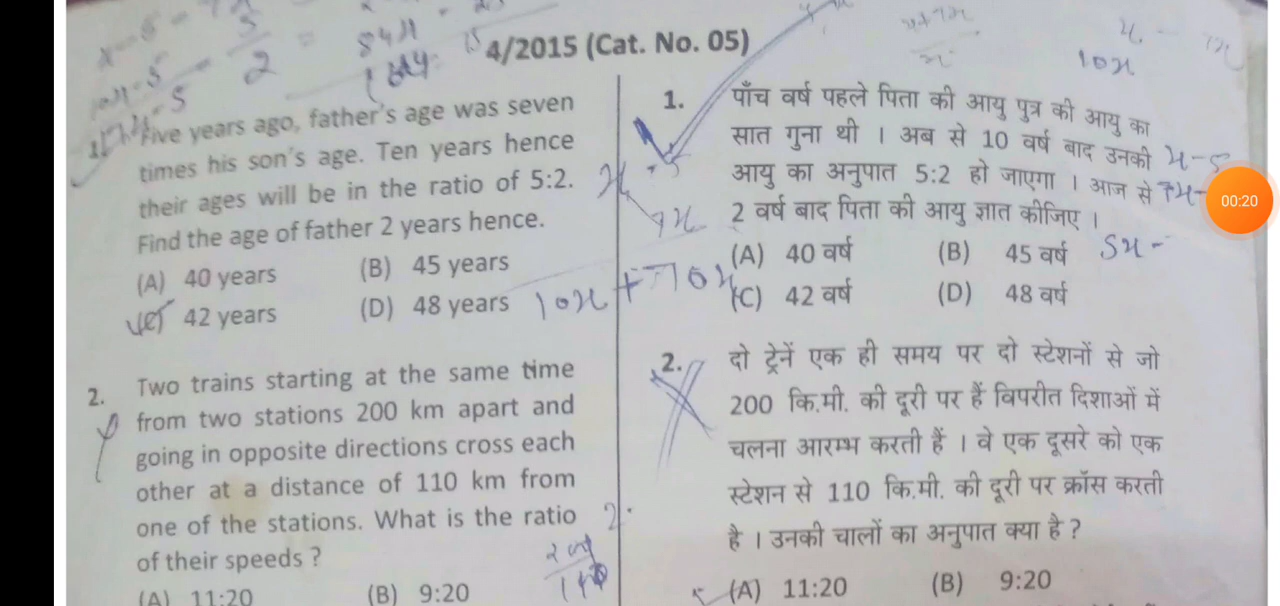 4/2015 (Cat. No. 05)
1. Five years ago, father's age was seven
times his son's age. Ten years hence
their ages will be in the ratio of 5:2.
Find the age of father 2 years hence.
(A) 40 years (B) 45 years
42 years (D) 48 years
2. Two trains starting at the same time
from two stations 200 km apart and
going in opposite directions cross each
other at a distance of 110 km from
one of the stations. What is the ratio
of their speeds ?
(A) 11:20 (B) 9:20
1. पाँच वर्ष पहले पिता की आयु पुत्र की आयु का
सात गुना थी । अब से 10 वर्ष बाद उनकी
आयु का अनुपात 5:2 हो जाएगा । आज से
2 वर्ष बाद पिता की आयु ज्ञात कीजिए ।
(A) 40 वर्ष (B) 45 वर्ष
(C) 42 वर्ष (D) 48 वर्ष
2. दो ट्रेनें एक ही समय पर दो स्टेशनों से जो
200 कि.मी. की दूरी पर हैं विपरीत दिशाओं में
चलना आरम्भ करती हैं । वे एक दूसरे को एक
स्टेशन से 110 कि.मी. की दूरी पर क्रॉस करती
है । उनकी चालों का अनुपात क्या है ?
(A) 11:20 (B) 9:20
00:20